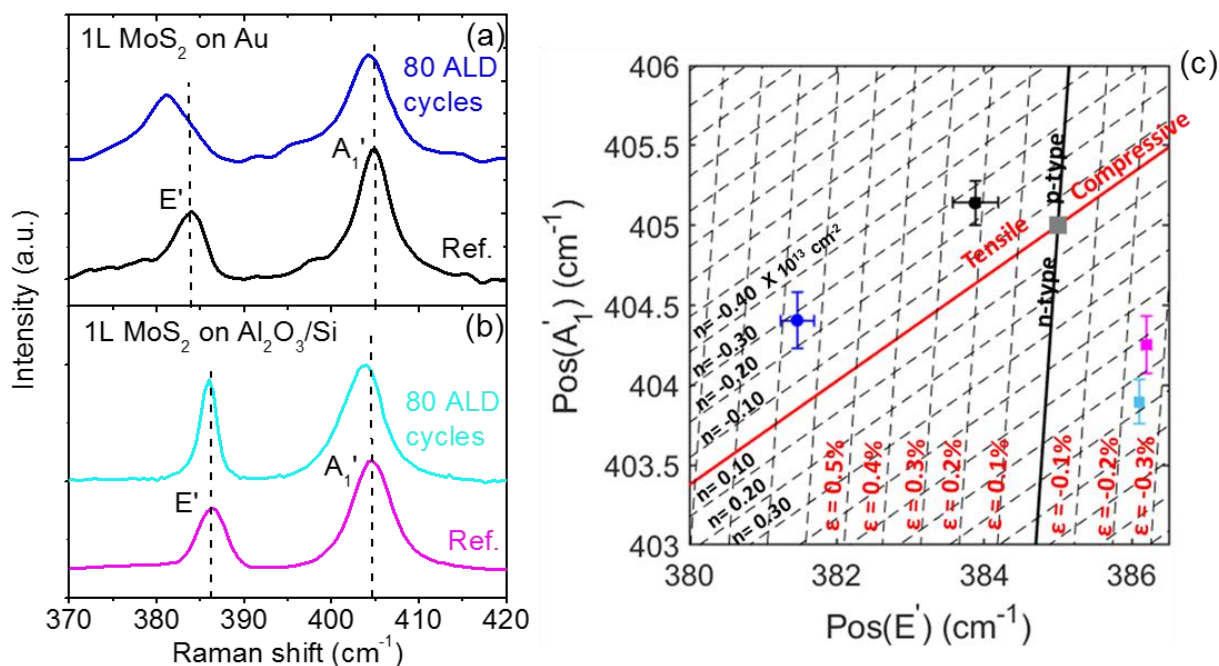 1L MoS₂ on Au
(a)
80 ALD
cycles
A₁'
E'
Ref.
1L MoS₂ on Al₂O₃/Si
(b)
80 ALD
cycles
A₁'
E'
Ref.
Intensity (a.u.)
370 380 390 400 410 420
Raman shift (cm⁻¹)
(c)
406
405.5
405
404.5
404
403.5
403
Pos(A₁') (cm⁻¹)
p-type
Compressive
Tensile
n-type
n= -0.40 X 10¹³ cm⁻²
n= -0.30
n= -0.20
n= -0.10
n= 0.10
n= 0.20
n= 0.30
ε = 0.5%
ε = 0.4%
ε = 0.3%
ε = 0.2%
ε = 0.1%
ε = -0.1%
ε = -0.2%
ε = -0.3%
380 382 384 386
Pos(E') (cm⁻¹)